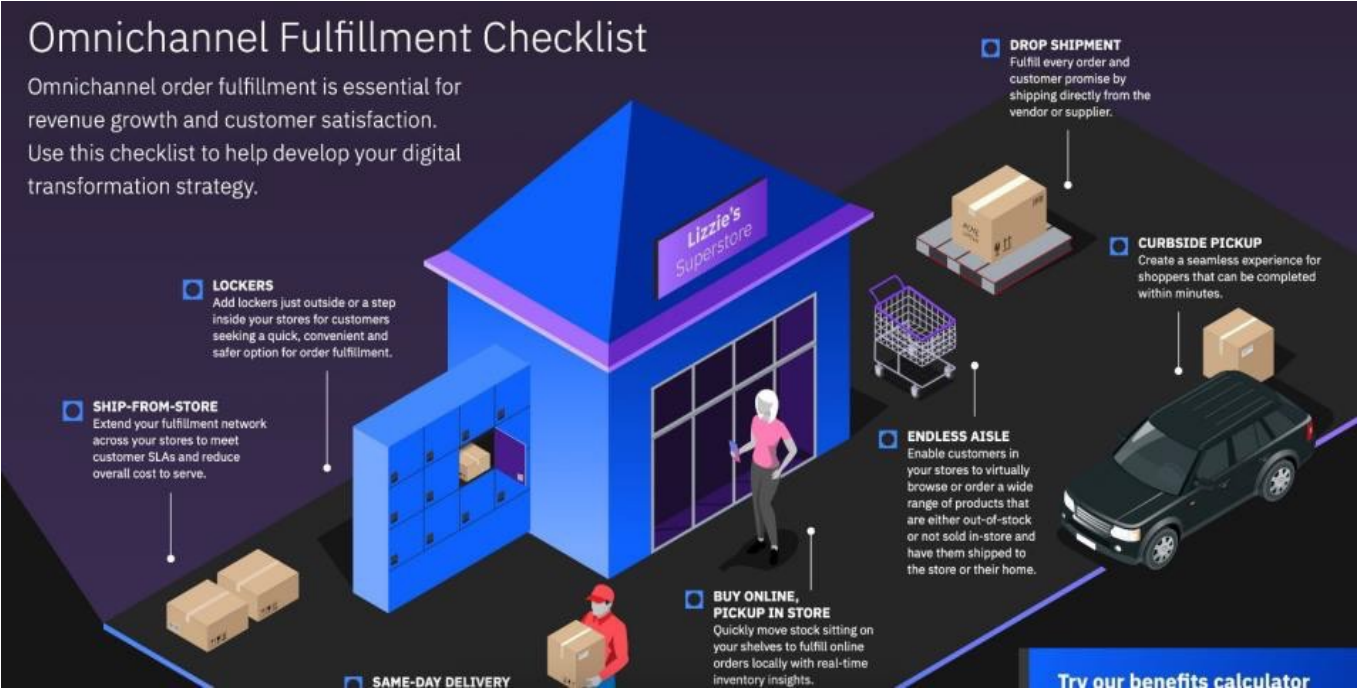 Omnichannel Fulfillment Checklist
Omnichannel order fulfillment is essential for
revenue growth and customer satisfaction.
Use this checklist to help develop your digital
transformation strategy.
DROP SHIPMENT
Fulfill every order and
customer promise by
shipping directly from the
vendor or supplier.
Lizzie's
Superstore
CURBSIDE PICKUP
Create a seamless experience for
shoppers that can be completed
within minutes.
LOCKERS
Add lockers just outside or a step
inside your stores for customers
seeking a quick, convenient and
safer option for order fulfillment.
SHIP-FROM-STORE
Extend your fulfillment network
across your stores to meet
customer SLAs and reduce
overall cost to serve.
ENDLESS AISLE
Enable customers in
your stores to virtually
browse or order a wide
range of products that
are either out-of-stock
or not sold in-store and
have them shipped to
the store or their home.
BUY ONLINE,
PICKUP IN STORE
Quickly move stock sitting on
your shelves to fulfill online
orders locally with real-time
inventory insights.
SAME-DAY DELIVERY
Try our benefits calculator